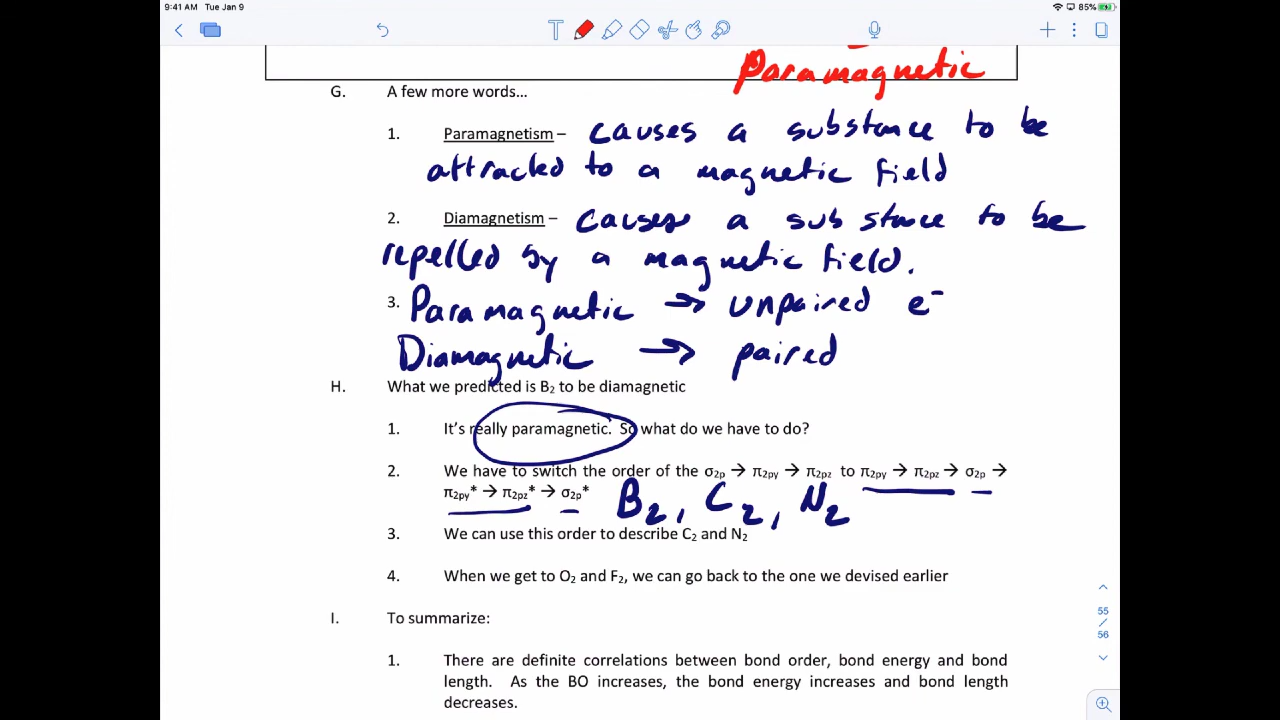 9:41 AM Tue Jan 9 85%
Paramagnetic
G. A few more words…
1. Paramagnetism – causes a substance to be
attracted to a magnetic field
2. Diamagnetism – causes a substance to be
repelled by a magnetic field.
3. Paramagnetic → unpaired e⁻
Diamagnetic → paired
H. What we predicted is B₂ to be diamagnetic
1. It's really paramagnetic. So what do we have to do?
2. We have to switch the order of the σ₂p → π₂py → π₂pz to π₂py → π₂pz → σ₂p →
π₂py* → π₂pz* → σ₂p* B₂, C₂, N₂
3. We can use this order to describe C₂ and N₂
4. When we get to O₂ and F₂, we can go back to the one we devised earlier
I. To summarize:
1. There are definite correlations between bond order, bond energy and bond
length. As the BO increases, the bond energy increases and bond length
decreases.
55
/
56